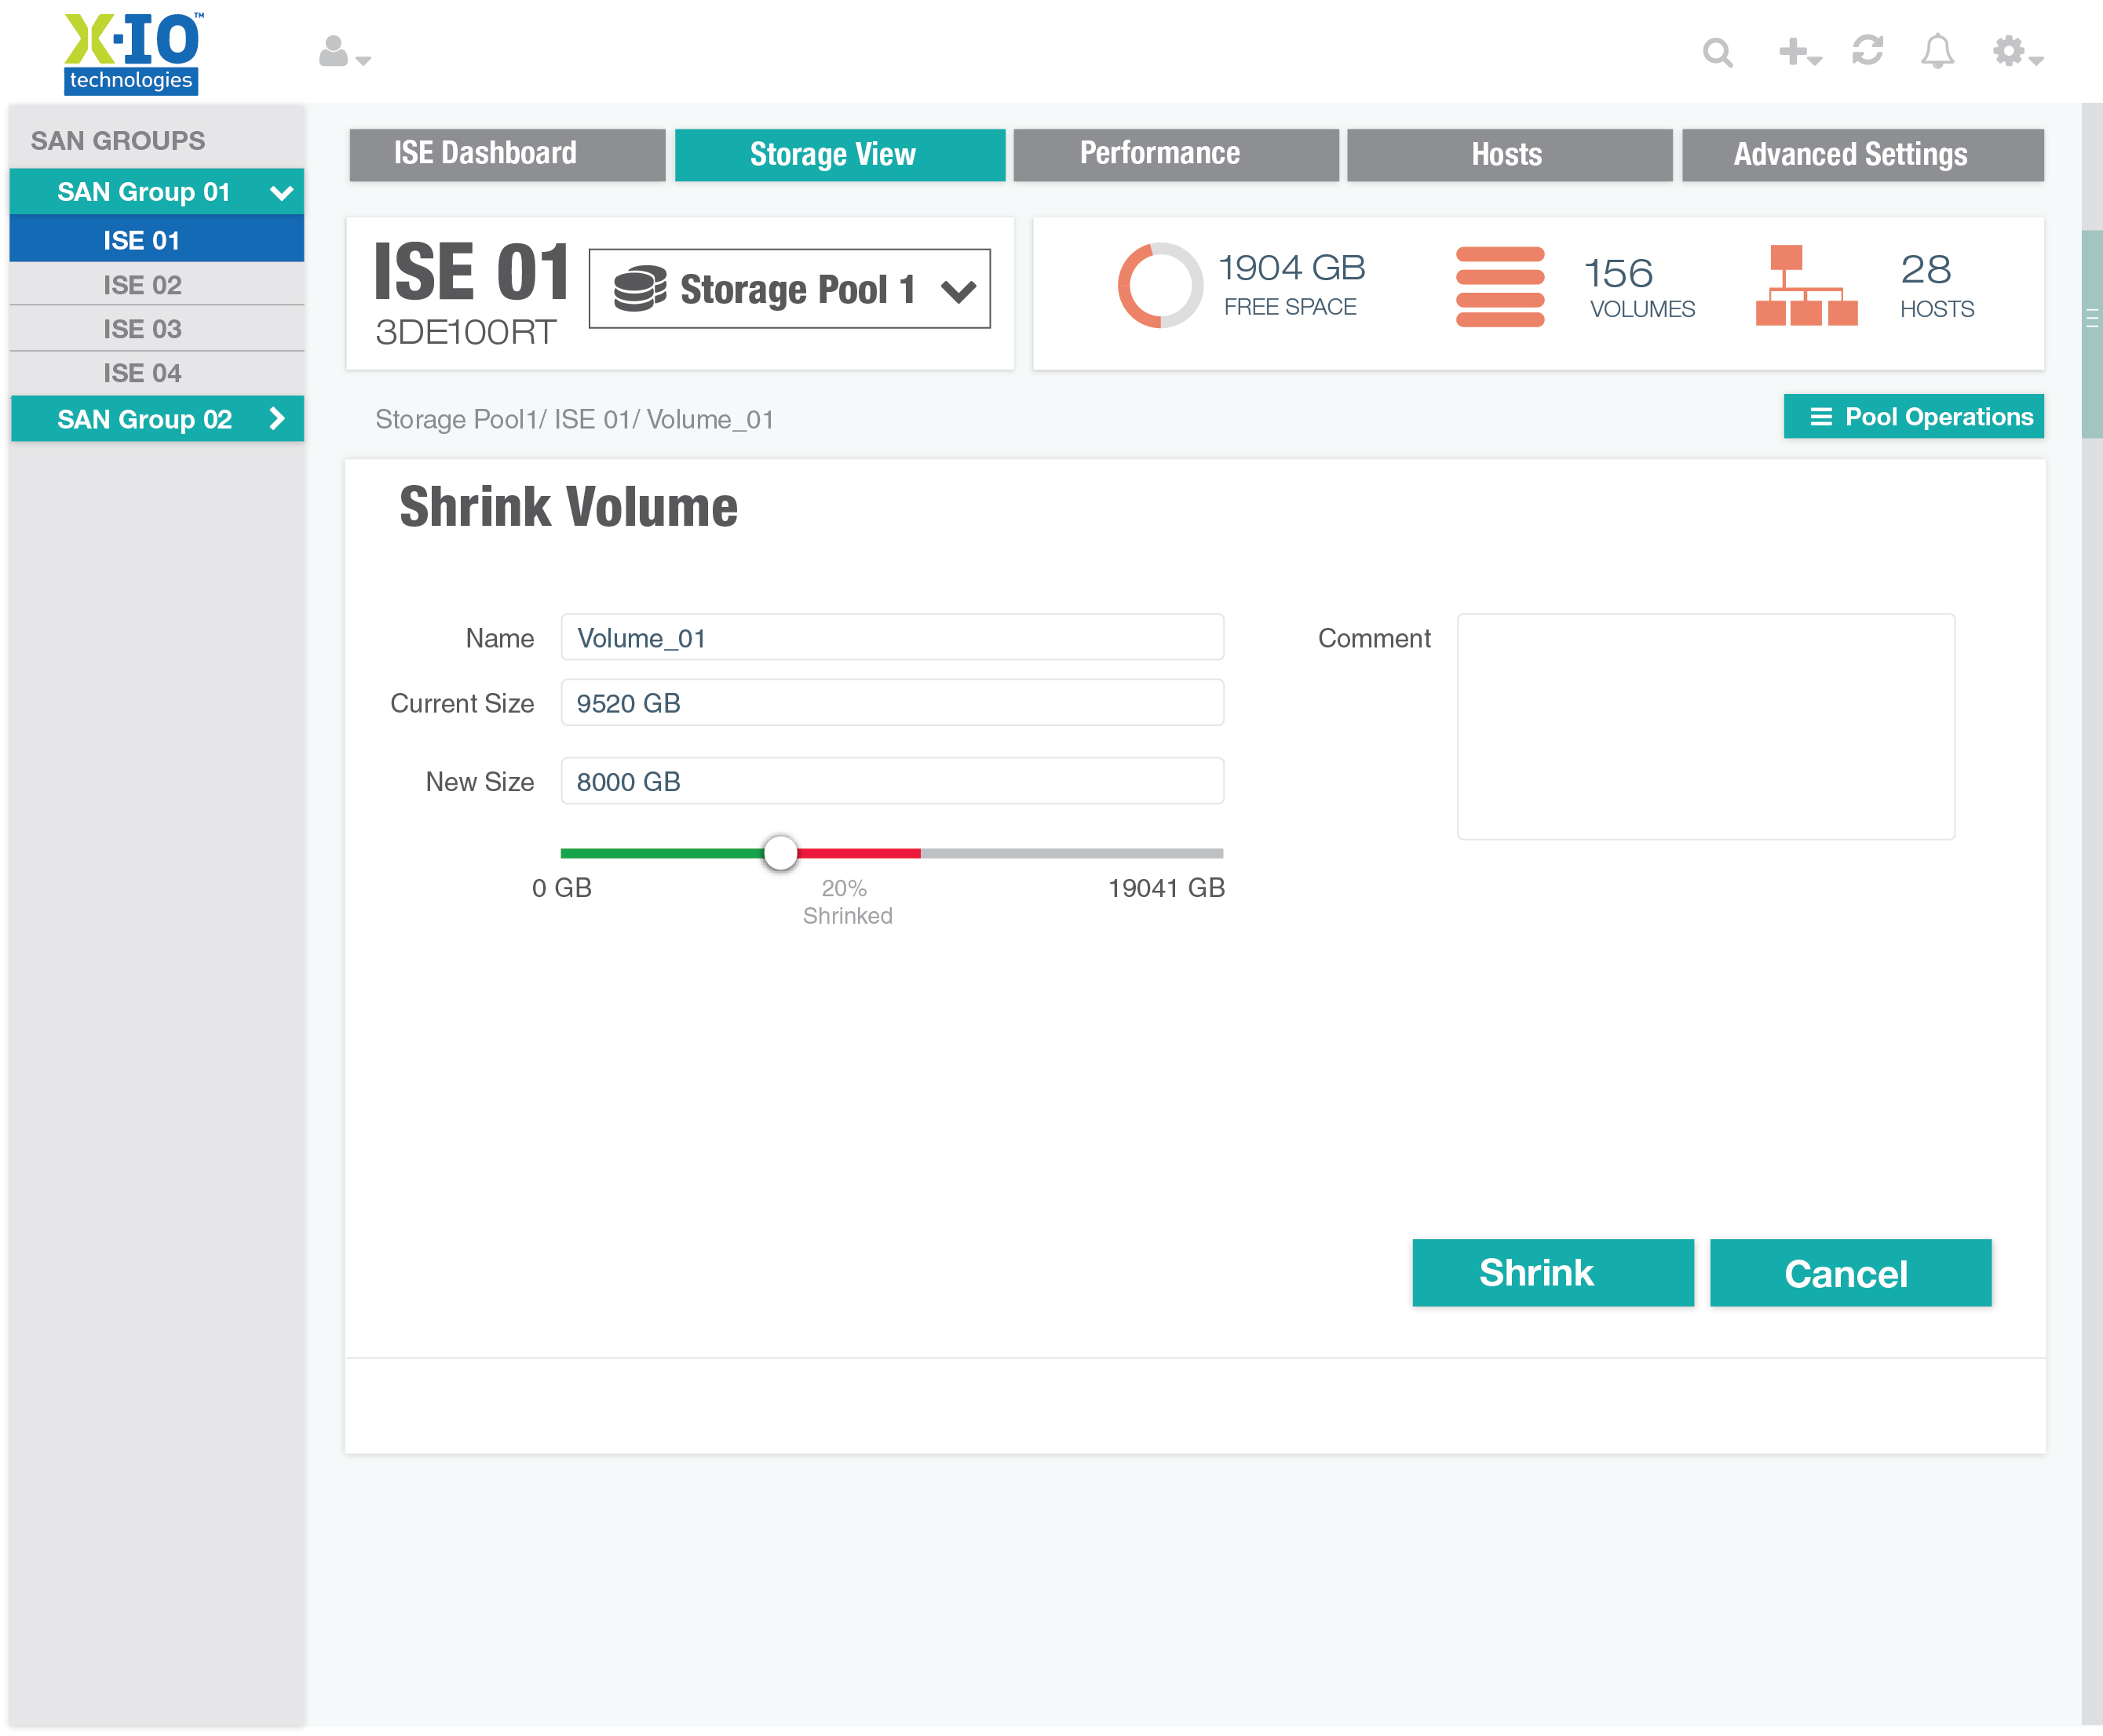 X-IO™
technologies
SAN GROUPS
SAN Group 01
ISE 01
ISE 02
ISE 03
ISE 04
SAN Group 02
ISE Dashboard
Storage View
Performance
Hosts
Advanced Settings
ISE 01
3DE100RT
Storage Pool 1
1904 GB
FREE SPACE
156
VOLUMES
28
HOSTS
Storage Pool1/ ISE 01/ Volume_01
Pool Operations
Shrink Volume
Name
Volume_01
Current Size
9520 GB
New Size
8000 GB
0 GB
20%
Shrinked
19041 GB
Comment
Shrink
Cancel